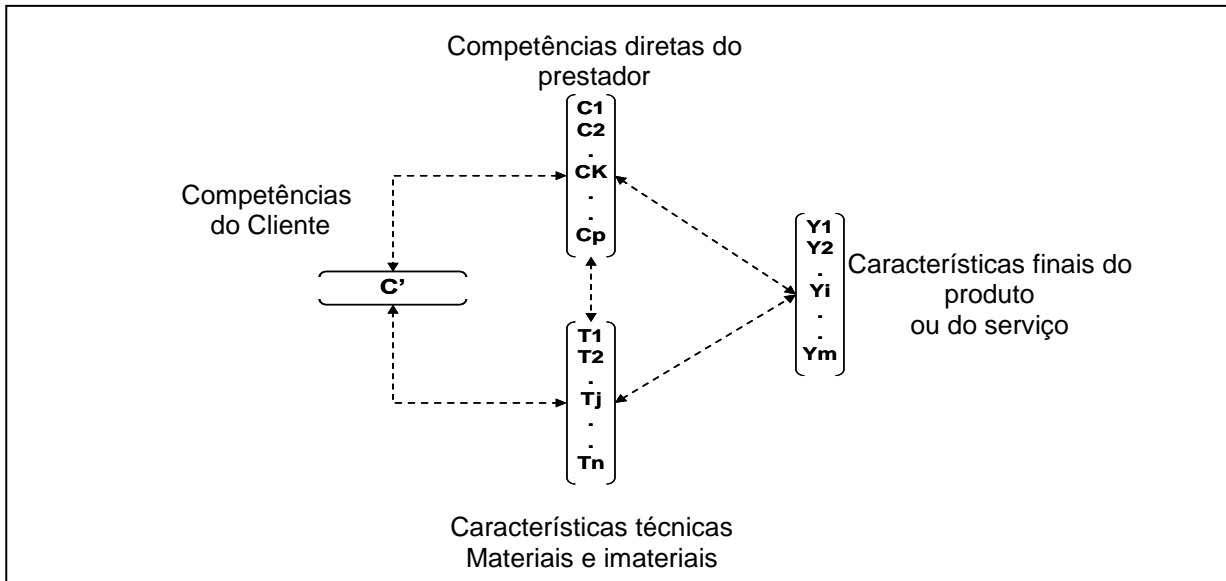 Competências diretas do
prestador
C1
C2
.
CK
.
.
Cp
Competências
do Cliente
C'
Y1
Y2
.
Yi
.
.
Ym
Características finais do
produto
ou do serviço
T1
T2
.
Tj
.
.
Tn
Características técnicas
Materiais e imateriais